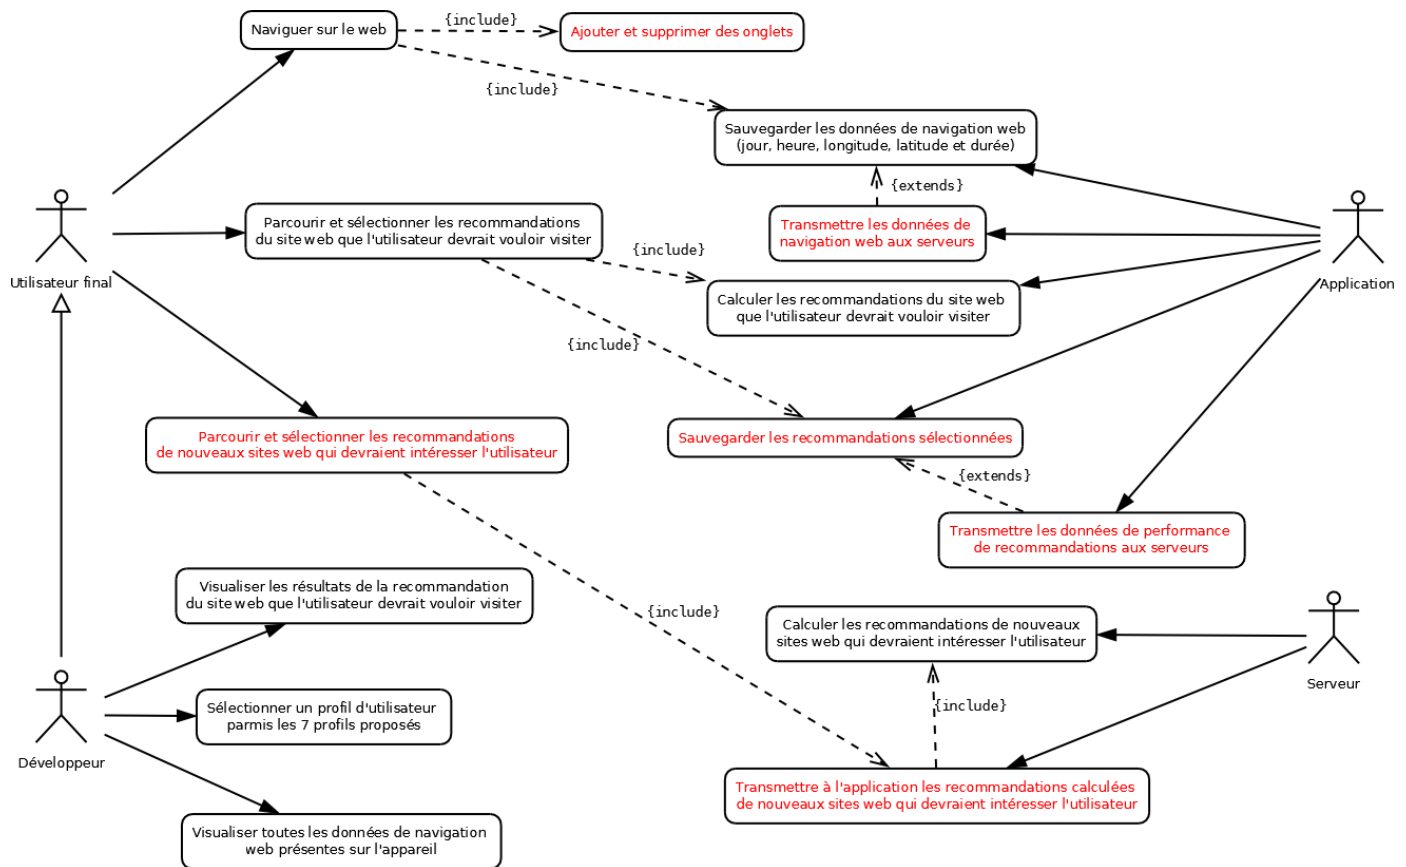 Naviguer sur le web
{include}
Ajouter et supprimer des onglets
{include}
Sauvegarder les données de navigation web
(jour, heure, longitude, latitude et durée)
{extends}
Utilisateur final
Parcourir et sélectionner les recommandations
du site web que l'utilisateur devrait vouloir visiter
{include}
Transmettre les données de
navigation web aux serveurs
Application
Calculer les recommandations du site web
que l'utilisateur devrait vouloir visiter
{include}
Parcourir et sélectionner les recommandations
de nouveaux sites web qui devraient intéresser l'utilisateur
Sauvegarder les recommandations sélectionnées
{extends}
Transmettre les données de performance
de recommandations aux serveurs
Visualiser les résultats de la recommandation
du site web que l'utilisateur devrait vouloir visiter
{include}
Calculer les recommandations de nouveaux
sites web qui devraient intéresser l'utilisateur
Serveur
Sélectionner un profil d'utilisateur
parmis les 7 profils proposés
{include}
Développeur
Transmettre à l'application les recommandations calculées
de nouveaux sites web qui devraient intéresser l'utilisateur
Visualiser toutes les données de navigation
web présentes sur l'appareil